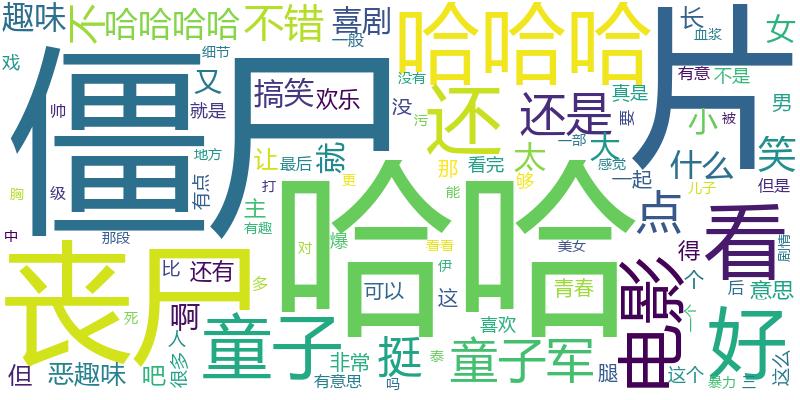 趣味
不
哈哈哈哈
不错
喜剧
哈哈哈
片
长
血浆
女
一般
细节
戏
又
僵尸
搞笑
欢乐
没有
没
还
还是
真是
有意
不是
男
帅
就是
污
要
小
被
笑
地方
让
最后
就
那
看完
太
一部
大
感觉
什么
一起
儿子
但是
胸
级
有点
打
更
能
够
哈哈
点
看
主
有趣
中
那段
对
爆
看看
伊
美女
得
剧情
丧尸
比
还有
多
可以
这
青春
电影
个
后
意思
死
啊
童子
喜欢
好
人
挺
童子军
但
恶趣味
吧
很多
非常
有意思
吗
泰
腿
这个
暴力
三
这么